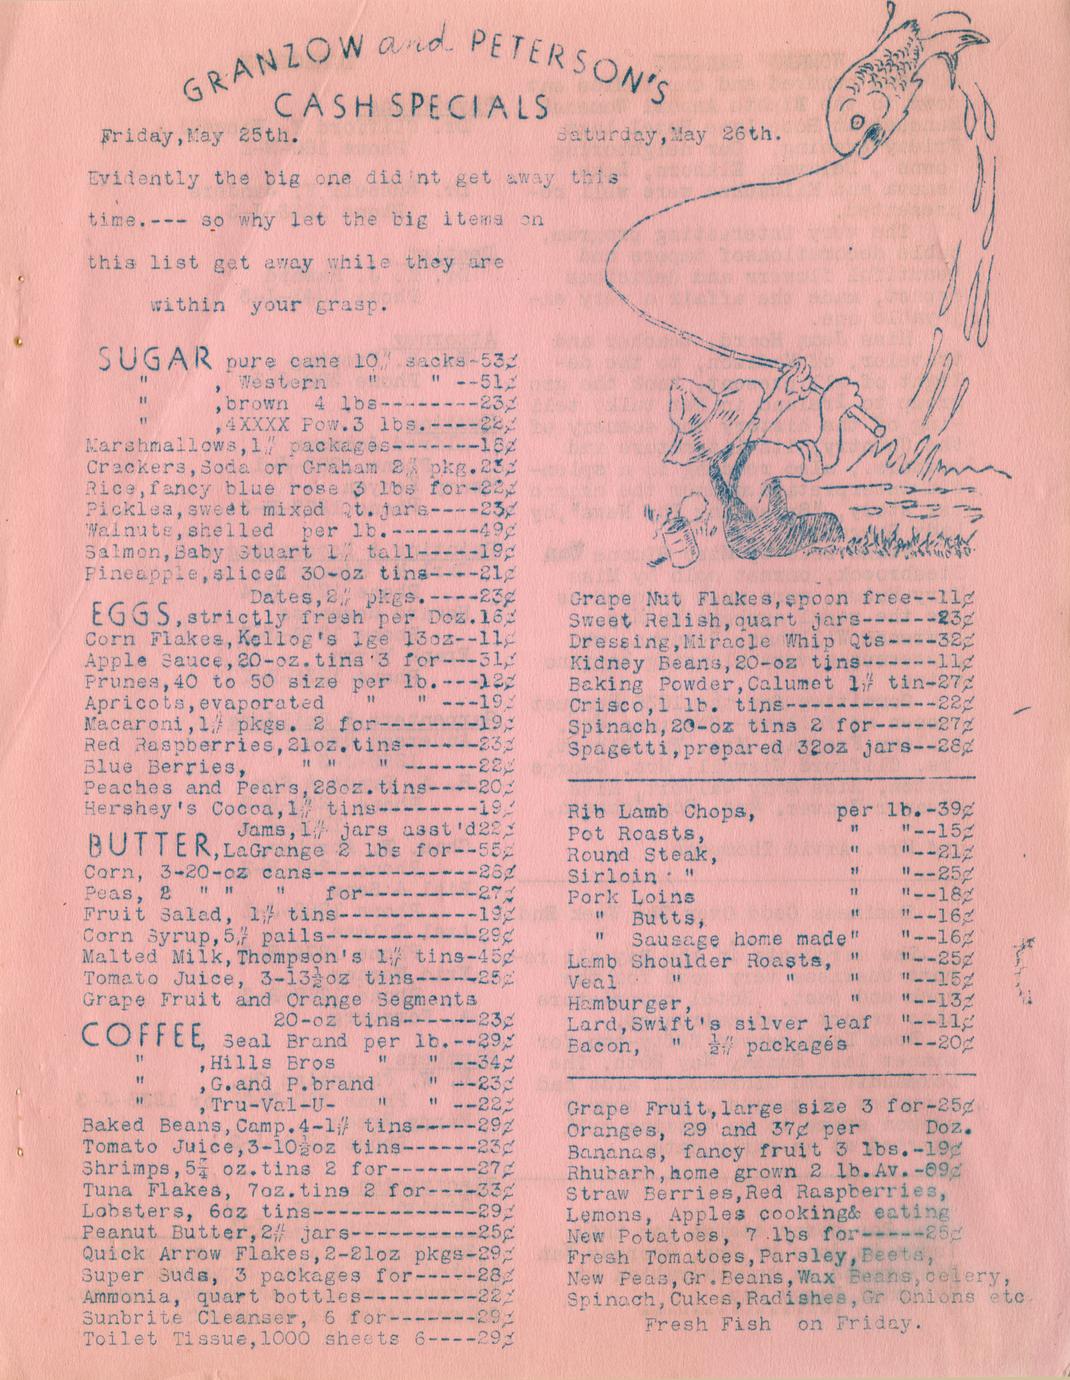 GRANZOW and PETERSON'S
CASH SPECIALS
Friday,May 25th. Saturday,May 26th.
Evidently the big one did'nt get away this
time.--- so why let the big items on
this list get away while they are
within your grasp.
SUGAR pure cane 10# sacks-53¢
" , Western " " --51¢
" ,brown 4 lbs--------23¢
" ,4XXXX Pow.3 lbs.----22¢
Marshmallows,1# packages-----18¢
Crackers,Soda or Graham 2# pkg.23¢
Rice,fancy blue rose 3 lbs for-22¢
Pickles,sweet mixed Qt.jars----23¢
Walnuts,shelled per lb.----49¢
Salmon,Baby Stuart 1# tall----19¢
Pineapple,sliced 30-oz tins----21¢
Dates,2# pkgs.----23¢
EGGS,strictly fresh per Doz.16¢
Corn Flakes,Kellog's lge 13oz--11¢
Apple Sauce,20-oz.tins 3 for---31¢
Prunes,40 to 50 size per lb.---12¢
Apricots,evaporated " " ---19¢
Macaroni,1# pkgs. 2 for-------19¢
Red Raspberries,21oz.tins------23¢
Blue Berries, " " " ------22¢
Peaches and Pears,28oz.tins----20¢
Hershey's Cocoa,1# tins-------19¢
Jams,1# jars asst'd22¢
BUTTER,LaGrange 2 lbs for--55¢
Corn, 3-20-oz cans-------------28¢
Peas, 2 " " " for---------27¢
Fruit Salad, 1# tins-----------19¢
Corn Syrup,5# pails------------29¢
Malted Milk,Thompson's 1# tins-45¢
Tomato Juice, 3-13½oz tins-----25¢
Grape Fruit and Orange Segments
20-oz tins------23¢
COFFEE, Seal Brand per lb.--29¢
" ,Hills Bros " " --34¢
" ,G.and P.brand " --23¢
" ,Tru-Val-U- " " --22¢
Baked Beans,Camp.4-1# tins-----29¢
Tomato Juice,3-10½oz tins------23¢
Shrimps,5¾ oz.tins 2 for-------27¢
Tuna Flakes, 7oz.tins 2 for----33¢
Lobsters, 6oz tins-------------29¢
Peanut Butter,2# jars----------25¢
Quick Arrow Flakes,2-21oz pkgs-29¢
Super Suds, 3 packages for-----28¢
Ammonia, quart bottles---------22¢
Sunbrite Cleanser, 6 for-------29¢
Toilet Tissue,1000 sheets 6----29¢
Grape Nut Flakes,spoon free--11¢
Sweet Relish,quart jars------23¢
Dressing,Miracle Whip Qts----32¢
Kidney Beans,20-oz tins------11¢
Baking Powder,Calumet 1# tin-27¢
Crisco,1 lb. tins------------22¢
Spinach,20-oz tins 2 for-----27¢
Spagetti,prepared 32oz jars--28¢
Rib Lamb Chops, per lb.-39¢
Pot Roasts, " "--15¢
Round Steak, " "--21¢
Sirloin " " "--25¢
Pork Loins " "--18¢
" Butts, " "--16¢
" Sausage home made" "--16¢
Lamb Shoulder Roasts, " "--25¢
Veal " " " "--15¢
Hamburger, " "--13¢
Lard,Swift's silver leaf "--11¢
Bacon, " ½# packages "--20¢
Grape Fruit,large size 3 for-25¢
Oranges, 29 and 37¢ per Doz.
Bananas, fancy fruit 3 lbs.-19¢
Rhubarb,home grown 2 lb.Av.-09¢
Straw Berries,Red Raspberries,
Lemons, Apples cooking& eating
New Potatoes, 7 lbs for-----25¢
Fresh Tomatoes,Parsley,Beets,
New Peas,Gr.Beans,Wax Beans,celery,
Spinach,Cukes,Radishes,Gr Onions etc
Fresh Fish on Friday.